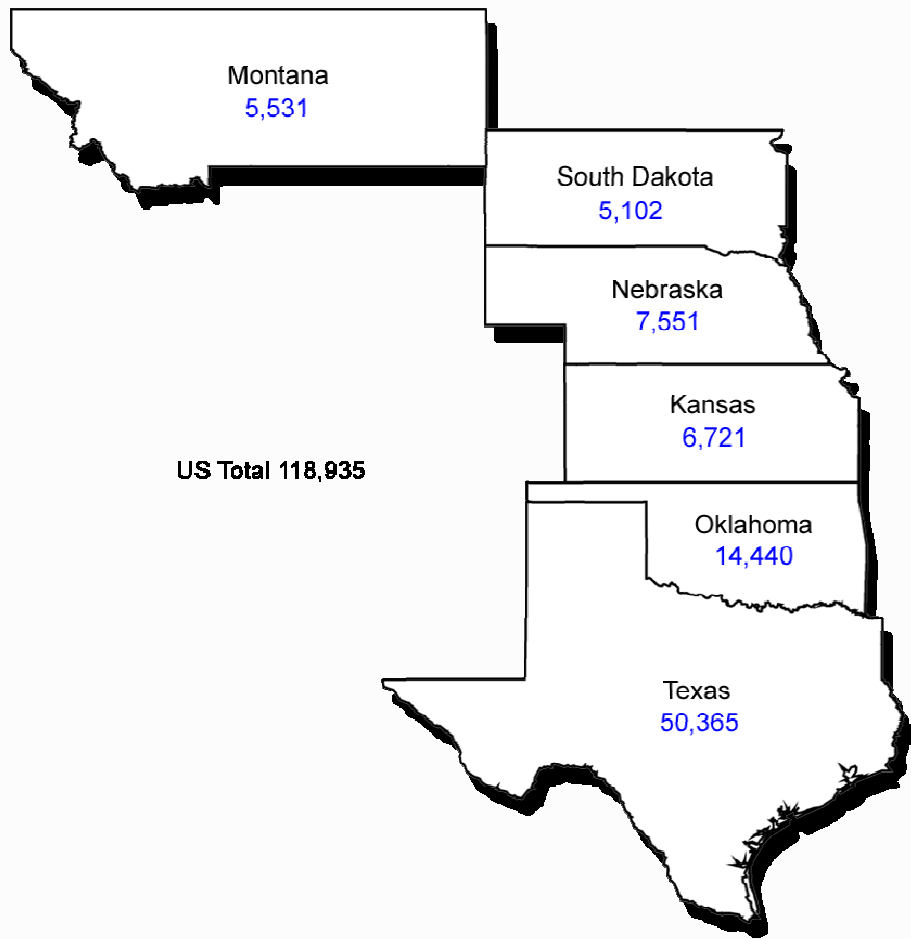 Montana
5,531
South Dakota
5,102
Nebraska
7,551
Kansas
6,721
US Total 118,935
Oklahoma
14,440
Texas
50,365